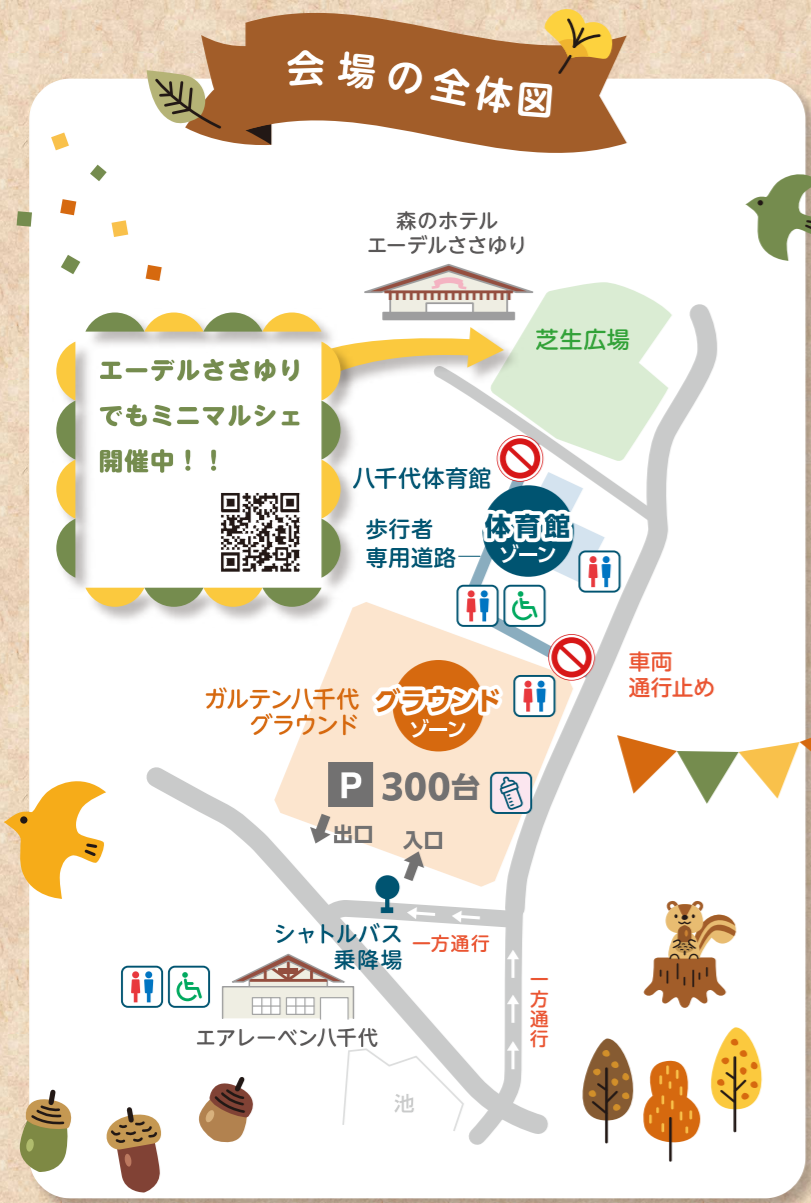 会場の全体図
森のホテル
エーデルささゆり
芝生広場
エーデルささゆり
でもミニマルシェ
開催中！！
八千代体育館
体育館
ゾーン
歩行者
専用道路
車両
通行止め
ガルテン八千代
グラウンド
グラウンド
ゾーン
P 300台
出口
入口
シャトルバス
乗降場
一方通行
一方通行
エアレーベン八千代
池